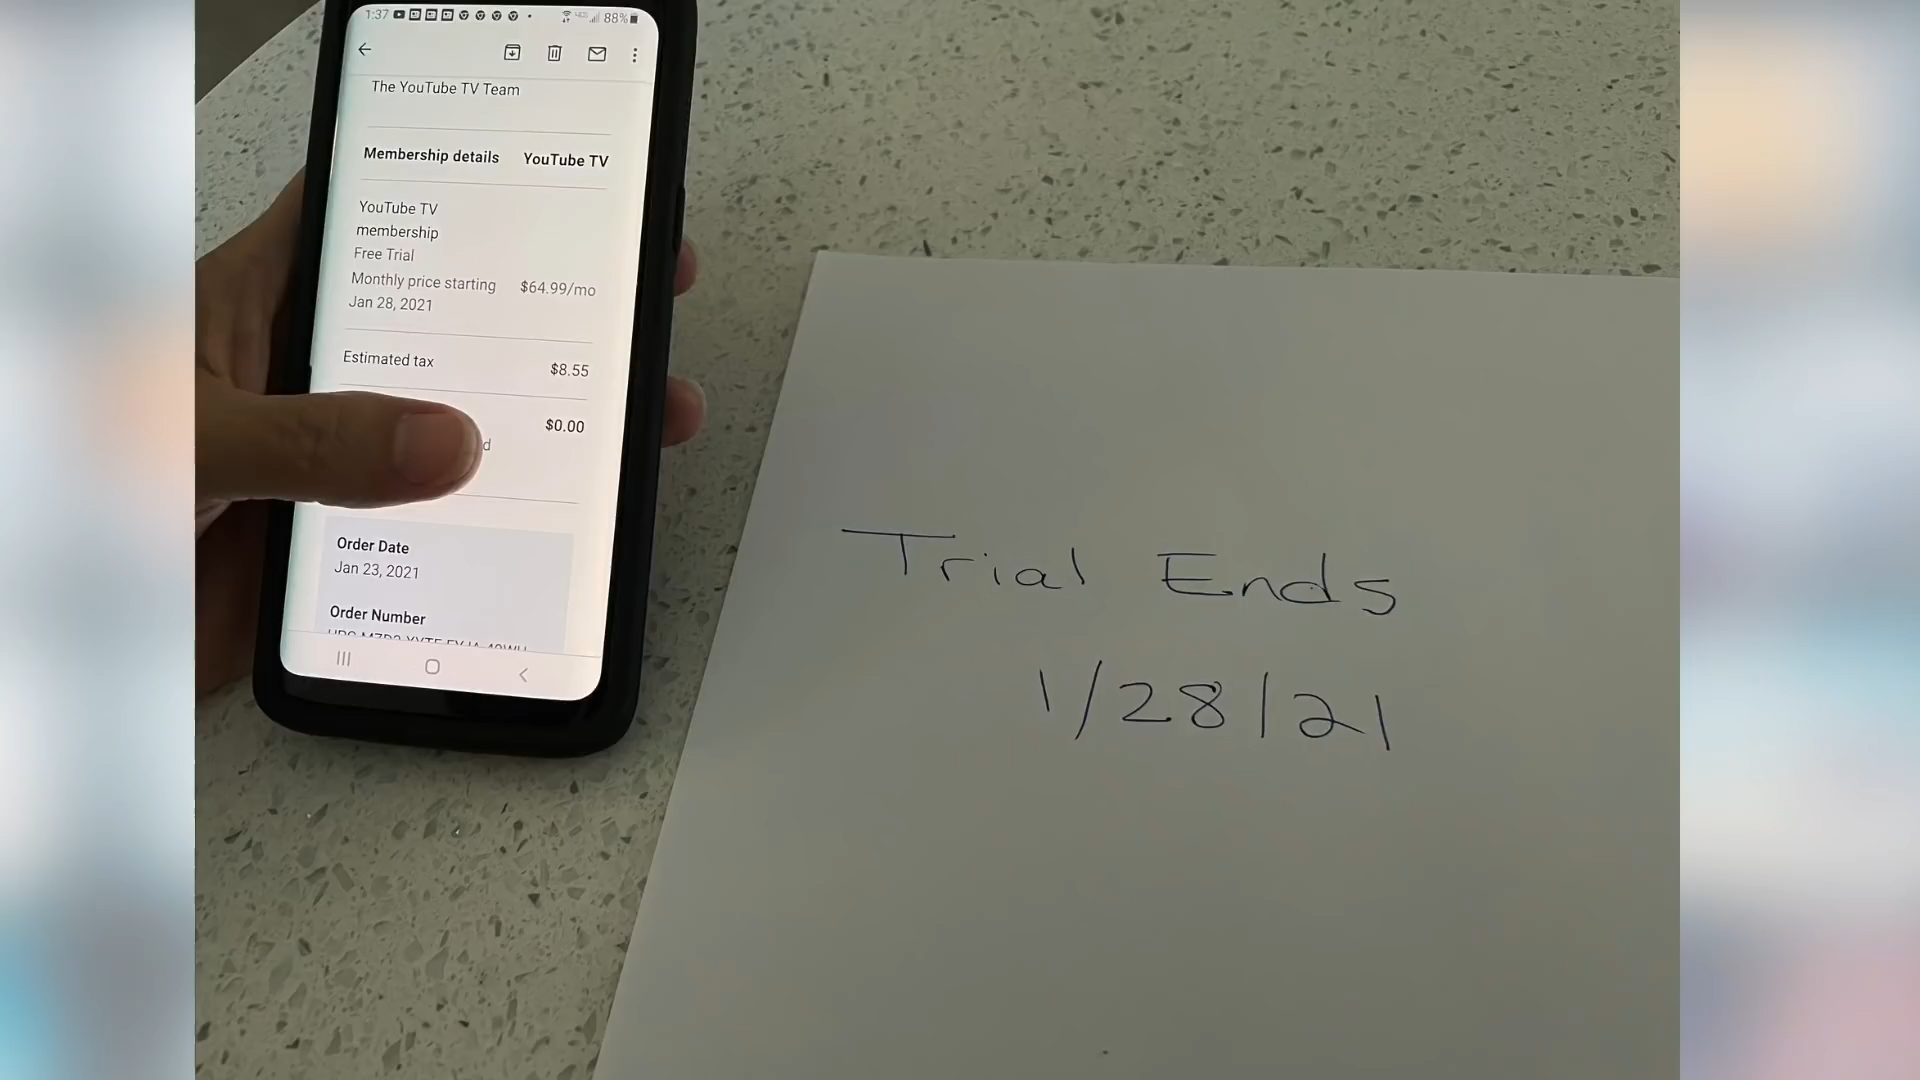 1:37
88%
The YouTube TV Team
Membership details YouTube TV
YouTube TV
membership
Free Trial
Monthly price starting $64.99/mo
Jan 28, 2021
Estimated tax $8.55
$0.00
d
Order Date
Jan 23, 2021
Order Number
Trial Ends
1/28/21